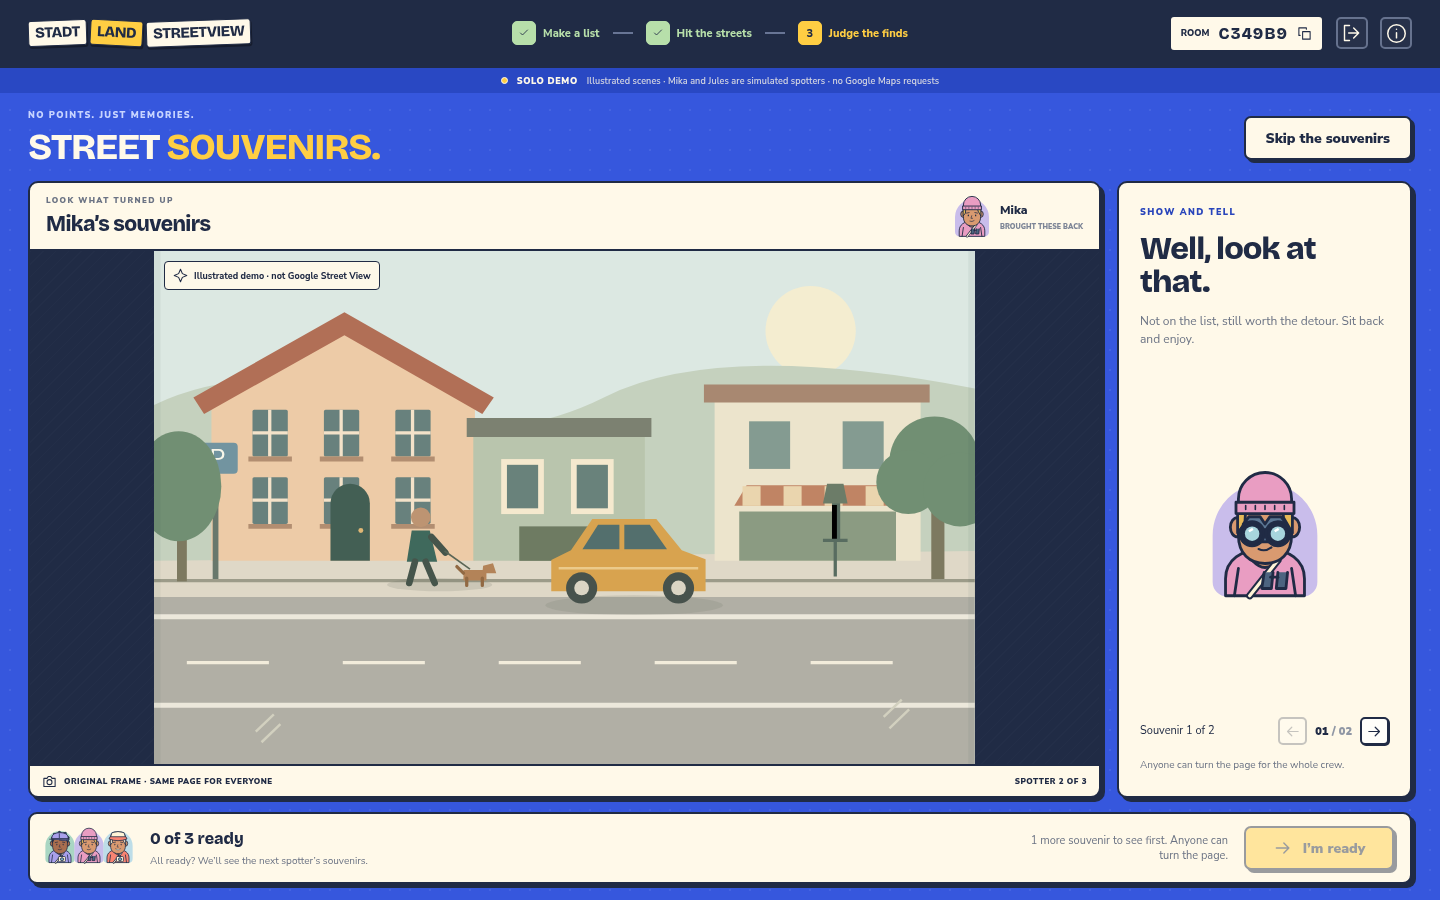 STADT LAND STREETVIEW
Make a list
Hit the streets
3 Judge the finds
ROOM C349B9
SOLO DEMO Illustrated scenes · Mika and Jules are simulated spotters · no Google Maps requests
NO POINTS. JUST MEMORIES.
STREET SOUVENIRS.
Skip the souvenirs
LOOK WHAT TURNED UP
Mika's souvenirs
Mika
BROUGHT THESE BACK
Illustrated demo · not Google Street View
P
ORIGINAL FRAME · SAME PAGE FOR EVERYONE
SPOTTER 2 OF 3
SHOW AND TELL
Well, look at
that.
Not on the list, still worth the detour. Sit back
and enjoy.
Souvenir 1 of 2
01 / 02
Anyone can turn the page for the whole crew.
0 of 3 ready
All ready? We'll see the next spotter's souvenirs.
1 more souvenir to see first. Anyone can
turn the page.
I'm ready